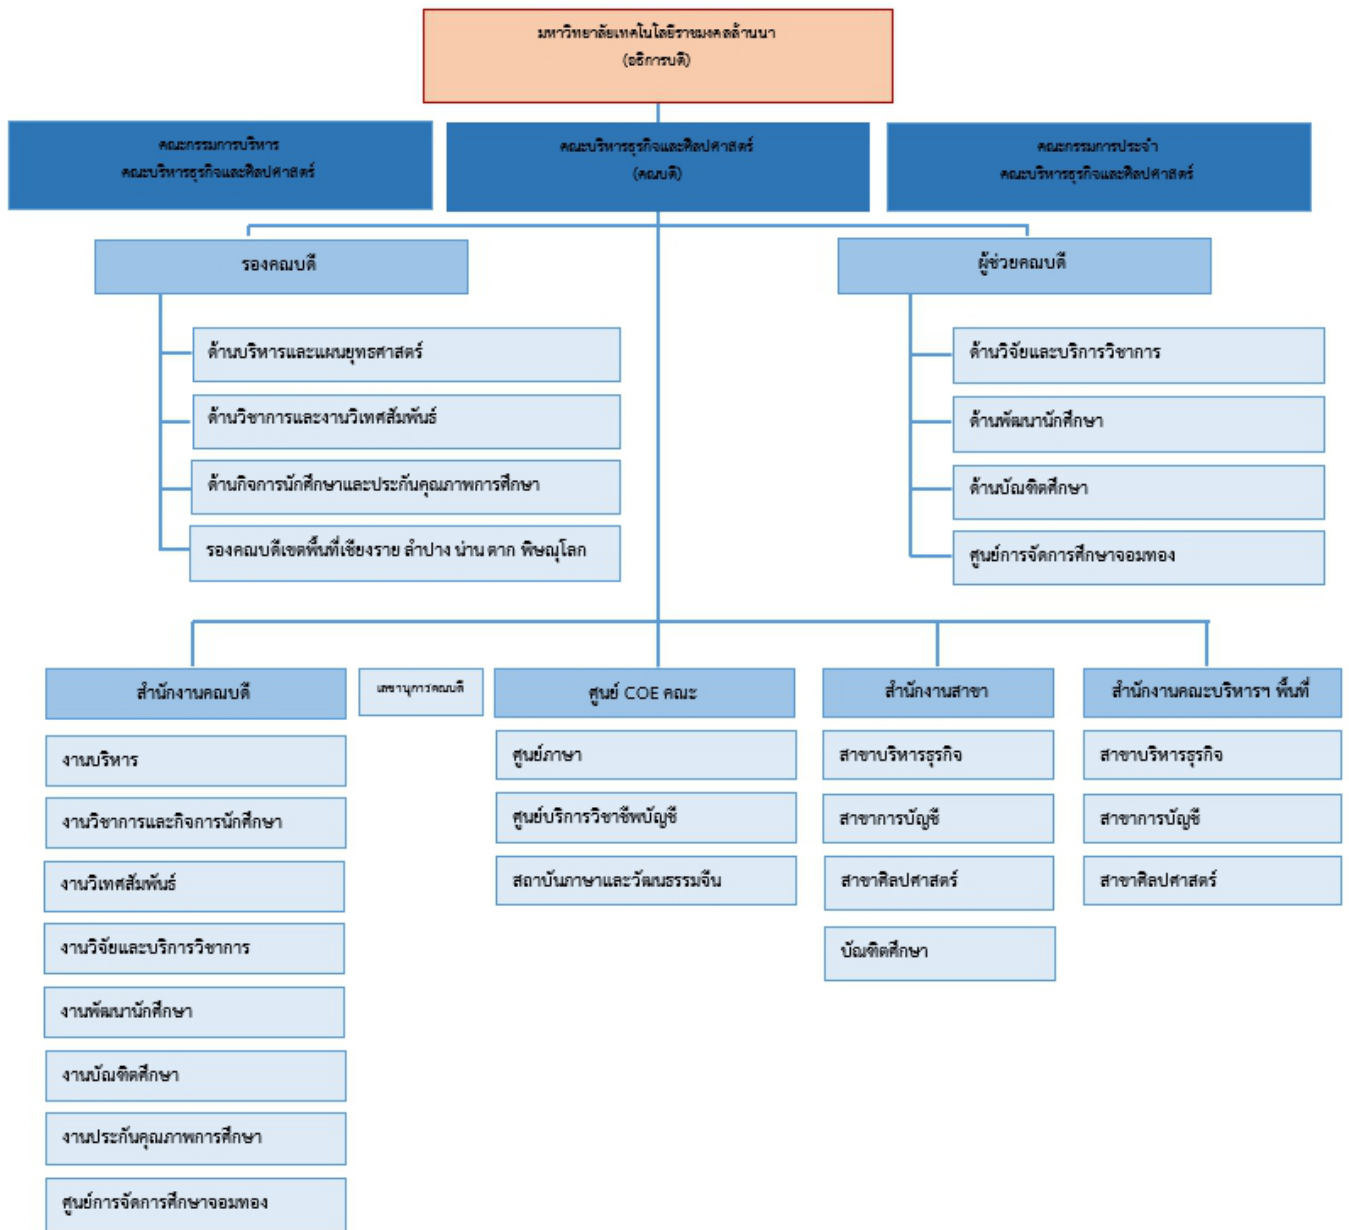 มหาวิทยาลัยเทคโนโลยีราชมงคลล้านนา
(อธิการบดี)
คณะกรรมการบริหาร
คณะบริหารธุรกิจและศิลปศาสตร์
คณะบริหารธุรกิจและศิลปศาสตร์
(คณบดี)
คณะกรรมการประจำ
คณะบริหารธุรกิจและศิลปศาสตร์
รองคณบดี
ผู้ช่วยคณบดี
ด้านบริหารและแผนยุทธศาสตร์
ด้านวิชาการและงานวิเทศสัมพันธ์
ด้านกิจการนักศึกษาและประกันคุณภาพการศึกษา
รองคณบดีเขตพื้นที่เชียงราย ลำปาง น่าน ตาก พิษณุโลก
ด้านวิจัยและบริการวิชาการ
ด้านพัฒนานักศึกษา
ด้านบัณฑิตศึกษา
ศูนย์การจัดการศึกษาจอมทอง
สำนักงานคณบดี
เลขานุการคณบดี
ศูนย์ COE คณะ
สำนักงานสาขา
สำนักงานคณะบริหารฯ พื้นที่
งานบริหาร
งานวิชาการและกิจการนักศึกษา
งานวิเทศสัมพันธ์
งานวิจัยและบริการวิชาการ
งานพัฒนานักศึกษา
งานบัณฑิตศึกษา
งานประกันคุณภาพการศึกษา
ศูนย์การจัดการศึกษาจอมทอง
ศูนย์ภาษา
ศูนย์บริการวิชาชีพบัญชี
สถาบันภาษาและวัฒนธรรมจีน
สาขาบริหารธุรกิจ
สาขาการบัญชี
สาขาศิลปศาสตร์
บัณฑิตศึกษา
สาขาบริหารธุรกิจ
สาขาการบัญชี
สาขาศิลปศาสตร์